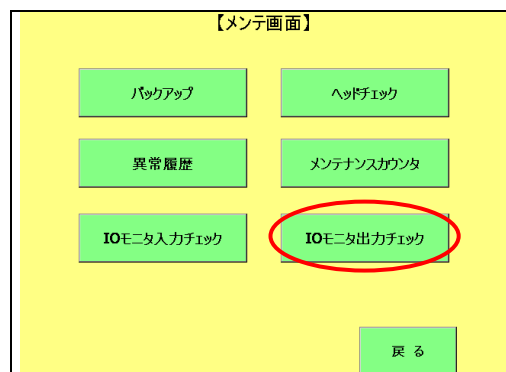 【メンテ画面】
バックアップ
ヘッドチェック
異常履歴
メンテナンスカウンタ
IOモニタ入力チェック
IOモニタ出力チェック
戻 る